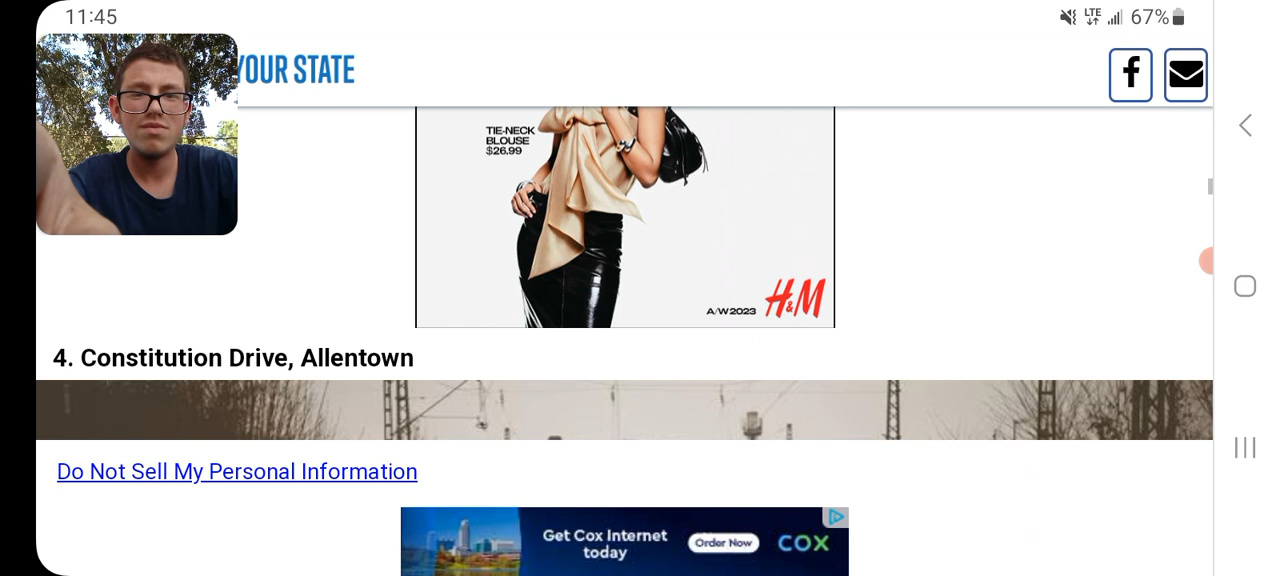 11:45
LTE
67%
YOUR STATE
f
TIE-NECK
BLOUSE
$26.99
A/W2023 H&M
4. Constitution Drive, Allentown
Do Not Sell My Personal Information
Get Cox Internet
today
Order Now
COX